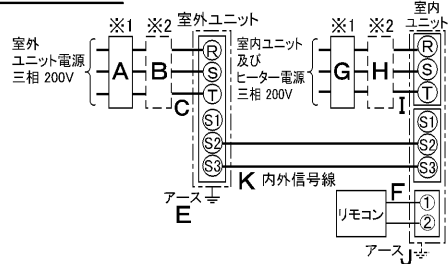 ※1 ※2 室外ユニット
室外
ユニット電源
三相 200V
A B C
R
S
T
S1
S2
S3
アース
E
※1 ※2 室内
ユニット
室内ユニット
及び
ヒーター電源
三相 200V
G H I
R
S
T
S1
S2
S3
K 内外信号線
リモコン
F
①
②
アース J